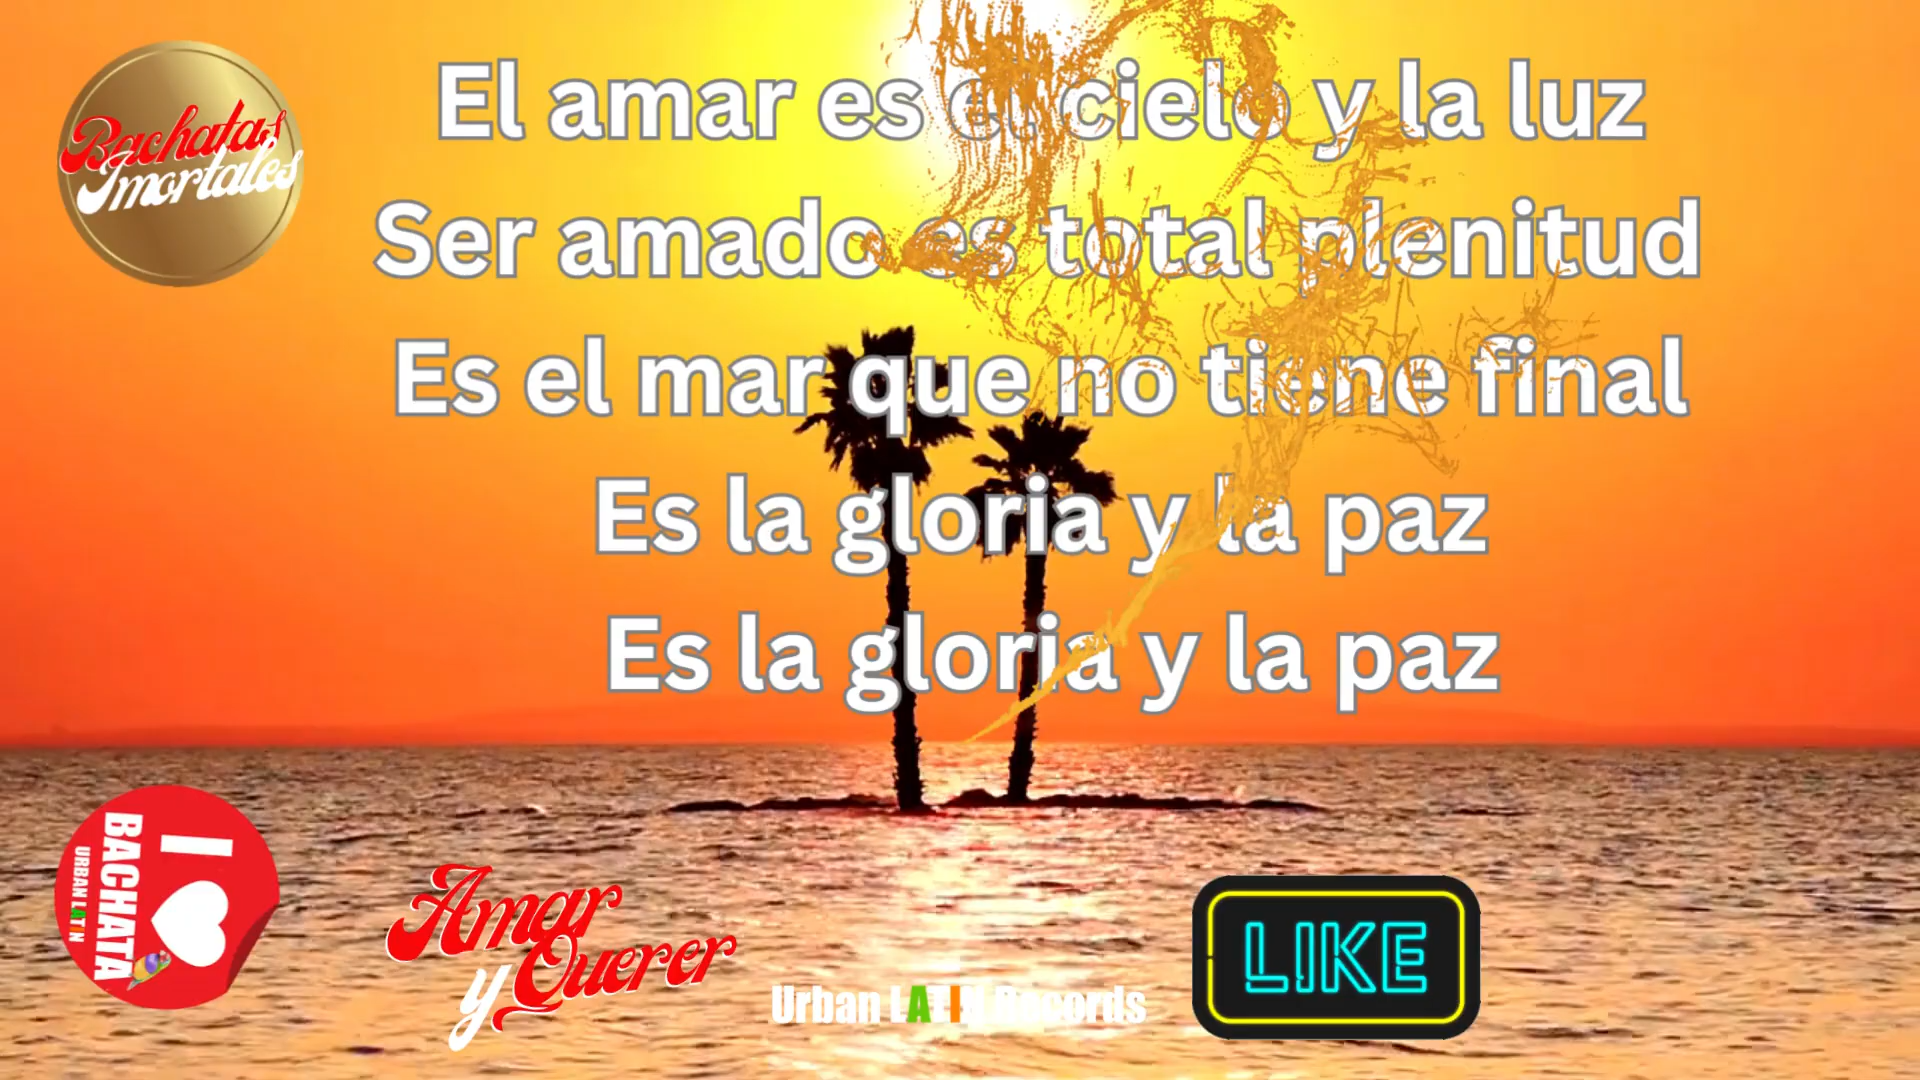 Bachatas
Inmortales
El amar es el cielo y la luz
Ser amado es total plenitud
Es el mar que no tiene final
Es la gloria y la paz
Es la gloria y la paz
I
BACHATA
URBAN LATIN
Amar
y Querer
Urban LATIN Records
LIKE